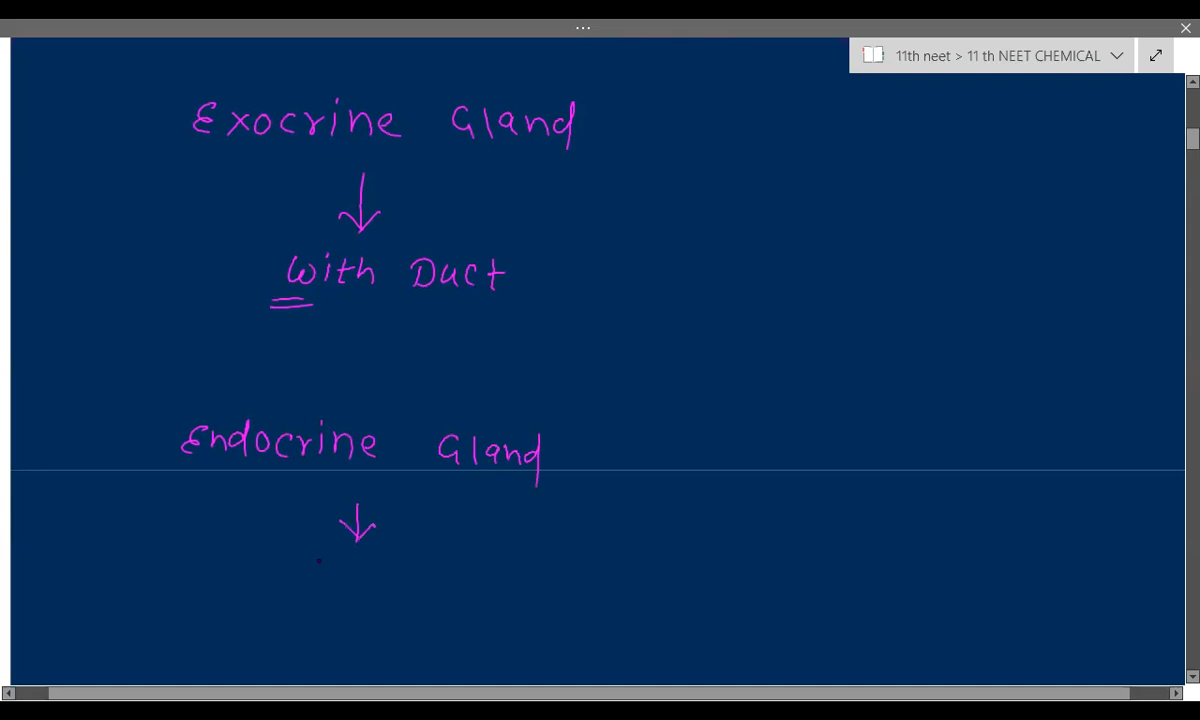 11th neet > 11 th NEET CHEMICAL
Exocrine Gland
With Duct
Endocrine Gland